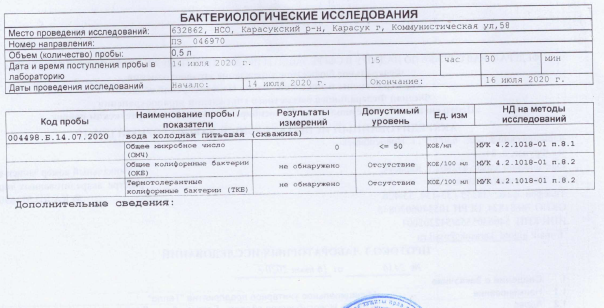 БАКТЕРИОЛОГИЧЕСКИЕ ИССЛЕДОВАНИЯ
Место проведения исследований: 632862, НСО, Карасукский р-н, Карасук г, Коммунистическая ул,58
Номер направления: ПЗ 046970
Объем (количество) пробы: 0.5 л
Дата и время поступления пробы в лабораторию 14 июля 2020 г. 15 час 30 мин
Даты проведения исследований Начало: 14 июля 2020 г. Окончание: 16 июля 2020 г.
Код пробы Наименование пробы / показатели Результаты измерений Допустимый уровень Ед. изм НД на методы исследований
004498.Б.14.07.2020 вода холодная питьевая (скважина)
Общее микробное число (ОМЧ) 0 <= 50 КОЕ/мл МУК 4.2.1018-01 п.8.1
Общие колиформные бактерии (ОКБ) не обнаружено Отсутствие КОЕ/100 мл МУК 4.2.1018-01 п.8.2
Термотолерантные колиформные бактерии (ТКБ) не обнаружено Отсутствие КОЕ/100 мл МУК 4.2.1018-01 п.8.2
Дополнительные сведения: